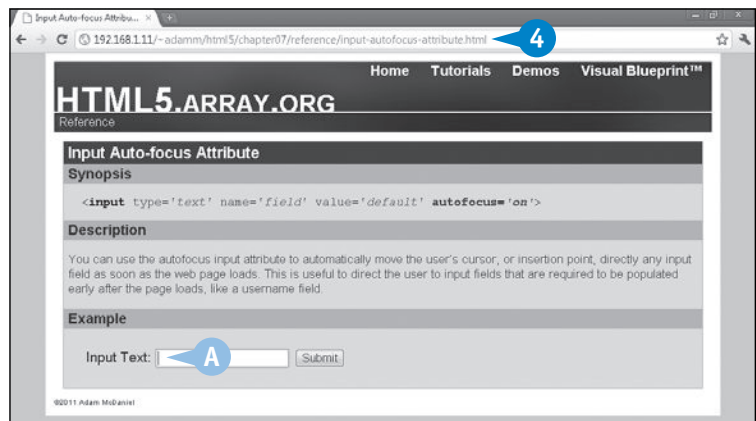 Input Auto-focus Attribu...
192.168.1.11/~adamm/html5/chapter07/reference/input-autofocus-attribute.html
4
Home Tutorials Demos Visual Blueprint™
HTML5.ARRAY.ORG
Reference
Input Auto-focus Attribute
Synopsis
<input type='text' name='field' value='default' autofocus='on'>
Description
You can use the autofocus input attribute to automatically move the user's cursor, or insertion point, directly any input
field as soon as the web page loads. This is useful to direct the user to input fields that are required to be populated
early after the page loads, like a username field.
Example
Input Text:
A
Submit
©2011 Adam McDaniel